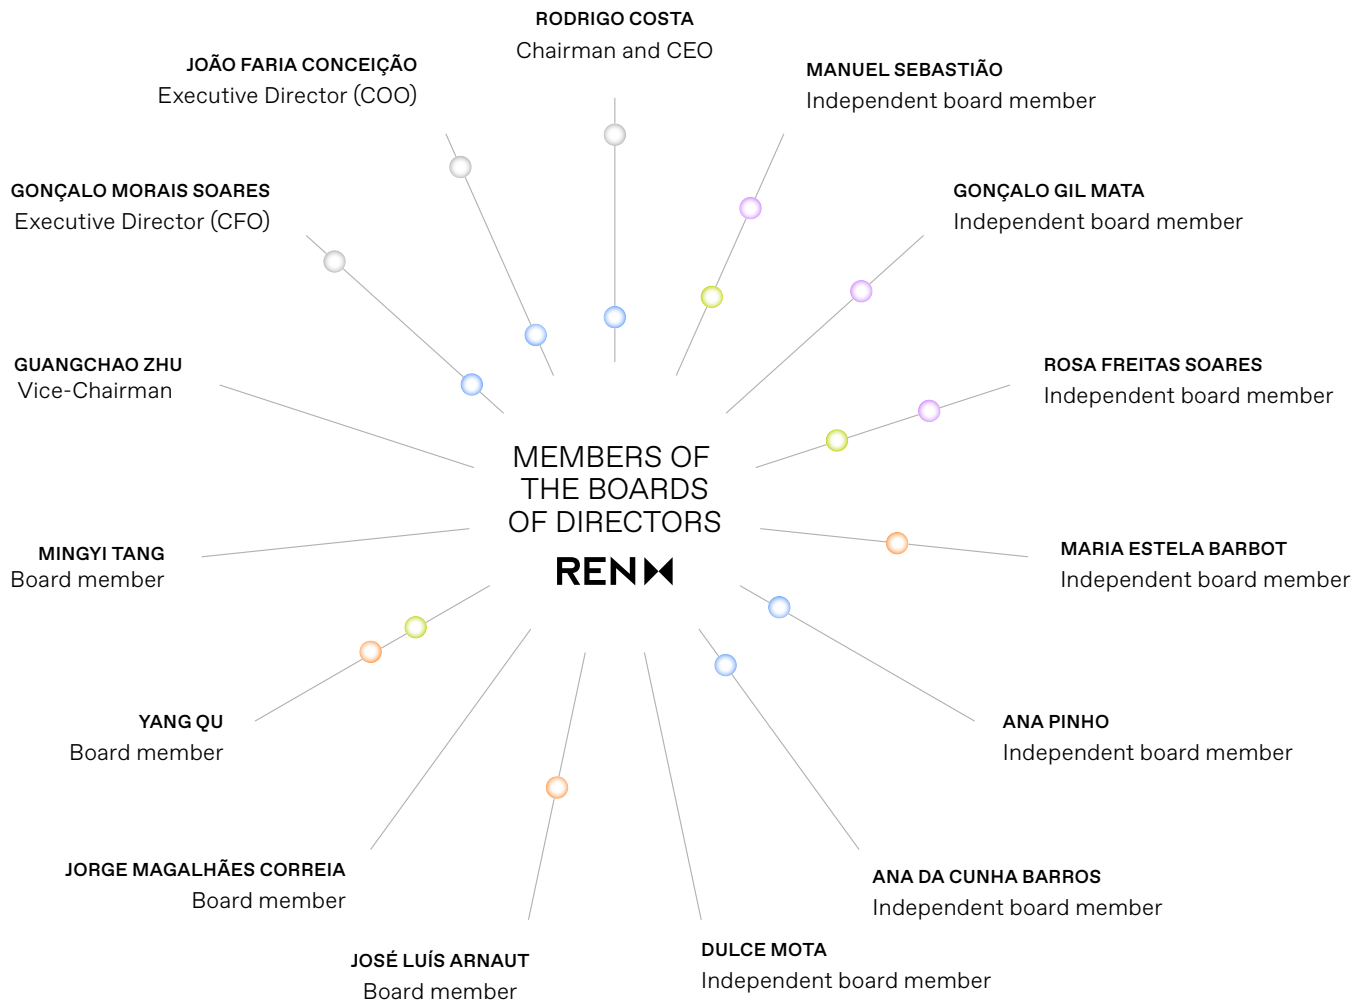 RODRIGO COSTA
Chairman and CEO
JOÃO FARIA CONCEIÇÃO
Executive Director (COO)
MANUEL SEBASTIÃO
Independent board member
GONÇALO MORAIS SOARES
Executive Director (CFO)
GONÇALO GIL MATA
Independent board member
GUANGCHAO ZHU
Vice-Chairman
ROSA FREITAS SOARES
Independent board member
MEMBERS OF
THE BOARDS
OF DIRECTORS
REN
MINGYI TANG
Board member
MARIA ESTELA BARBOT
Independent board member
YANG QU
Board member
ANA PINHO
Independent board member
JORGE MAGALHÃES CORREIA
Board member
ANA DA CUNHA BARROS
Independent board member
JOSÉ LUÍS ARNAUT
Board member
DULCE MOTA
Independent board member